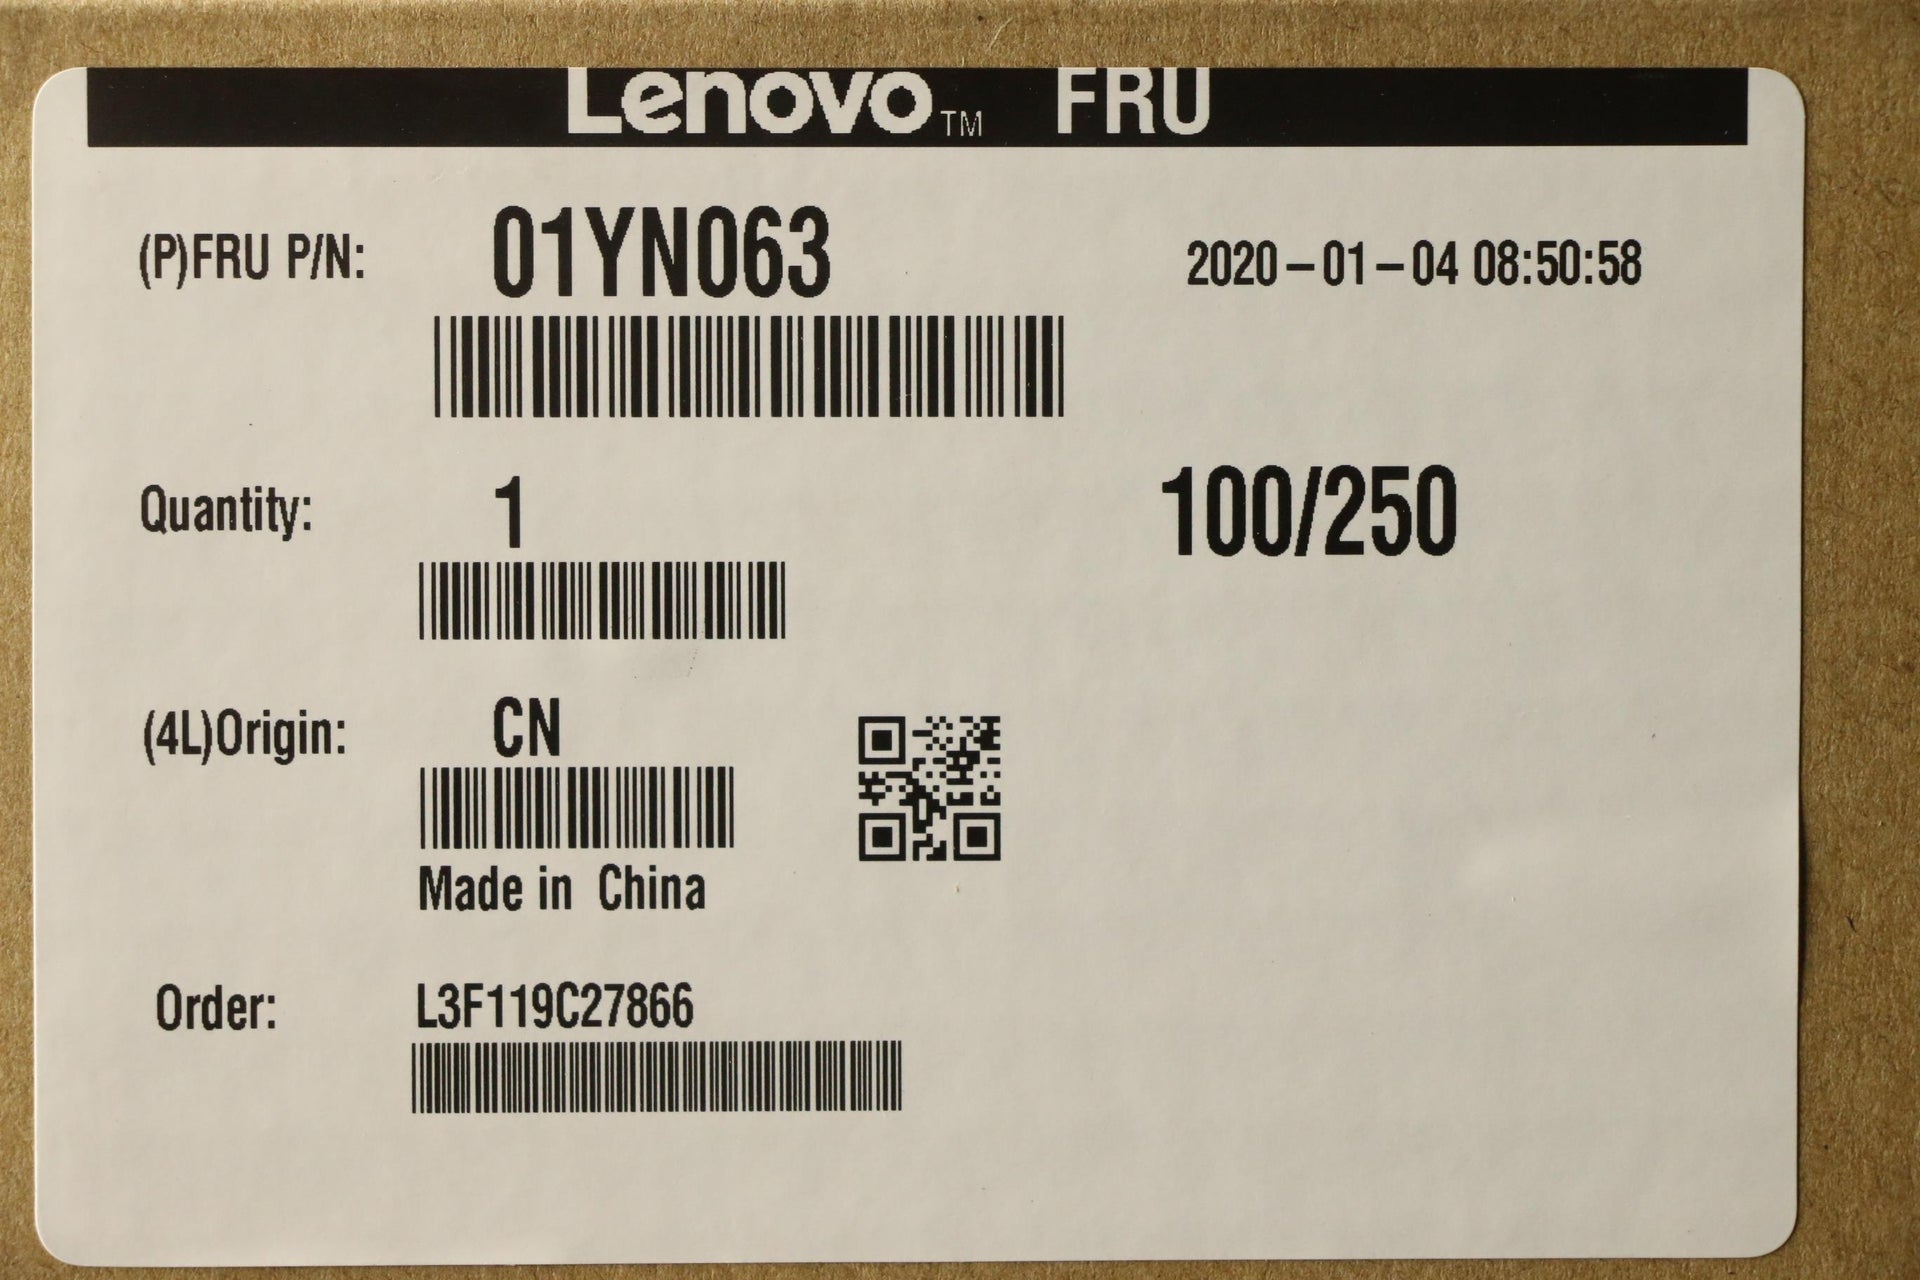 Lenovo™ FRU
(P)FRU P/N: 01YN063 2020-01-04 08:50:58
Quantity: 1 100/250
(4L)Origin: CN
Made in China
Order: L3F119C27866